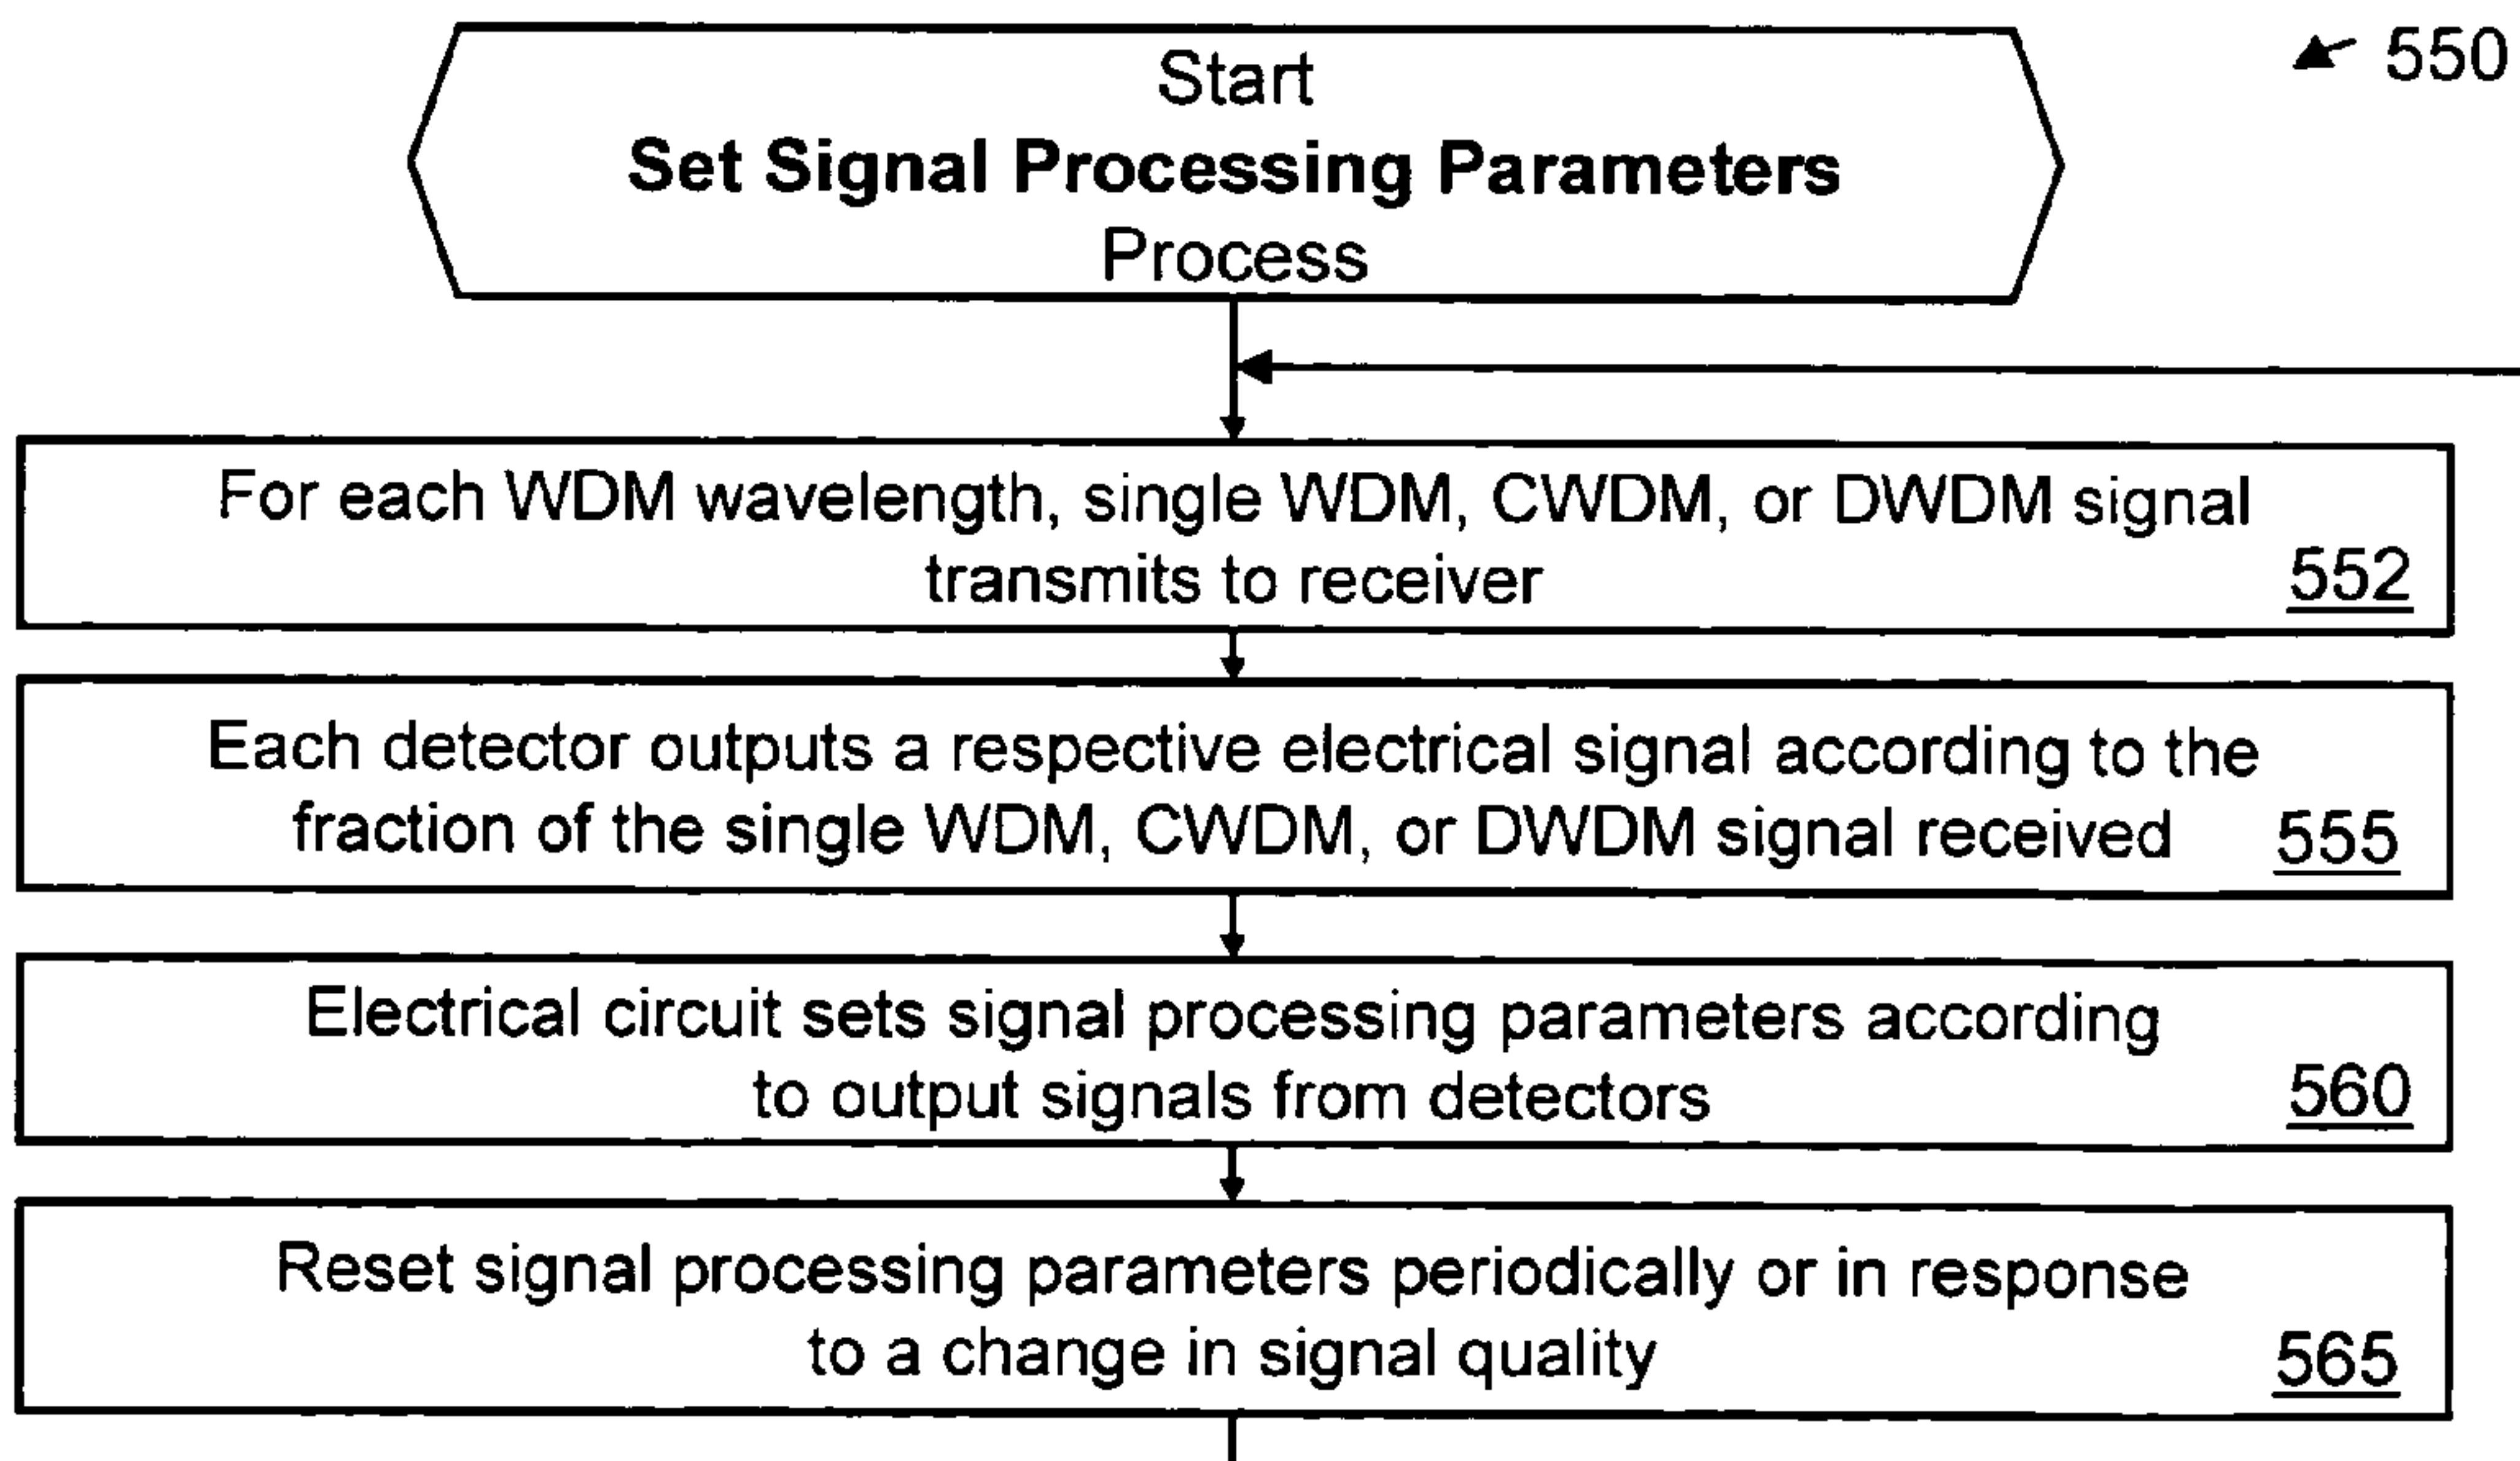 Start
550
Set Signal Processing Parameters
Process
For each WDM wavelength, single WDM, CWDM, or DWDM signal
transmits to receiver
552
Each detector outputs a respective electrical signal according to the
fraction of the single WDM, CWDM, or DWDM signal received
555
Electrical circuit sets signal processing parameters according
to output signals from detectors
560
Reset signal processing parameters periodically or in response
to a change in signal quality
565